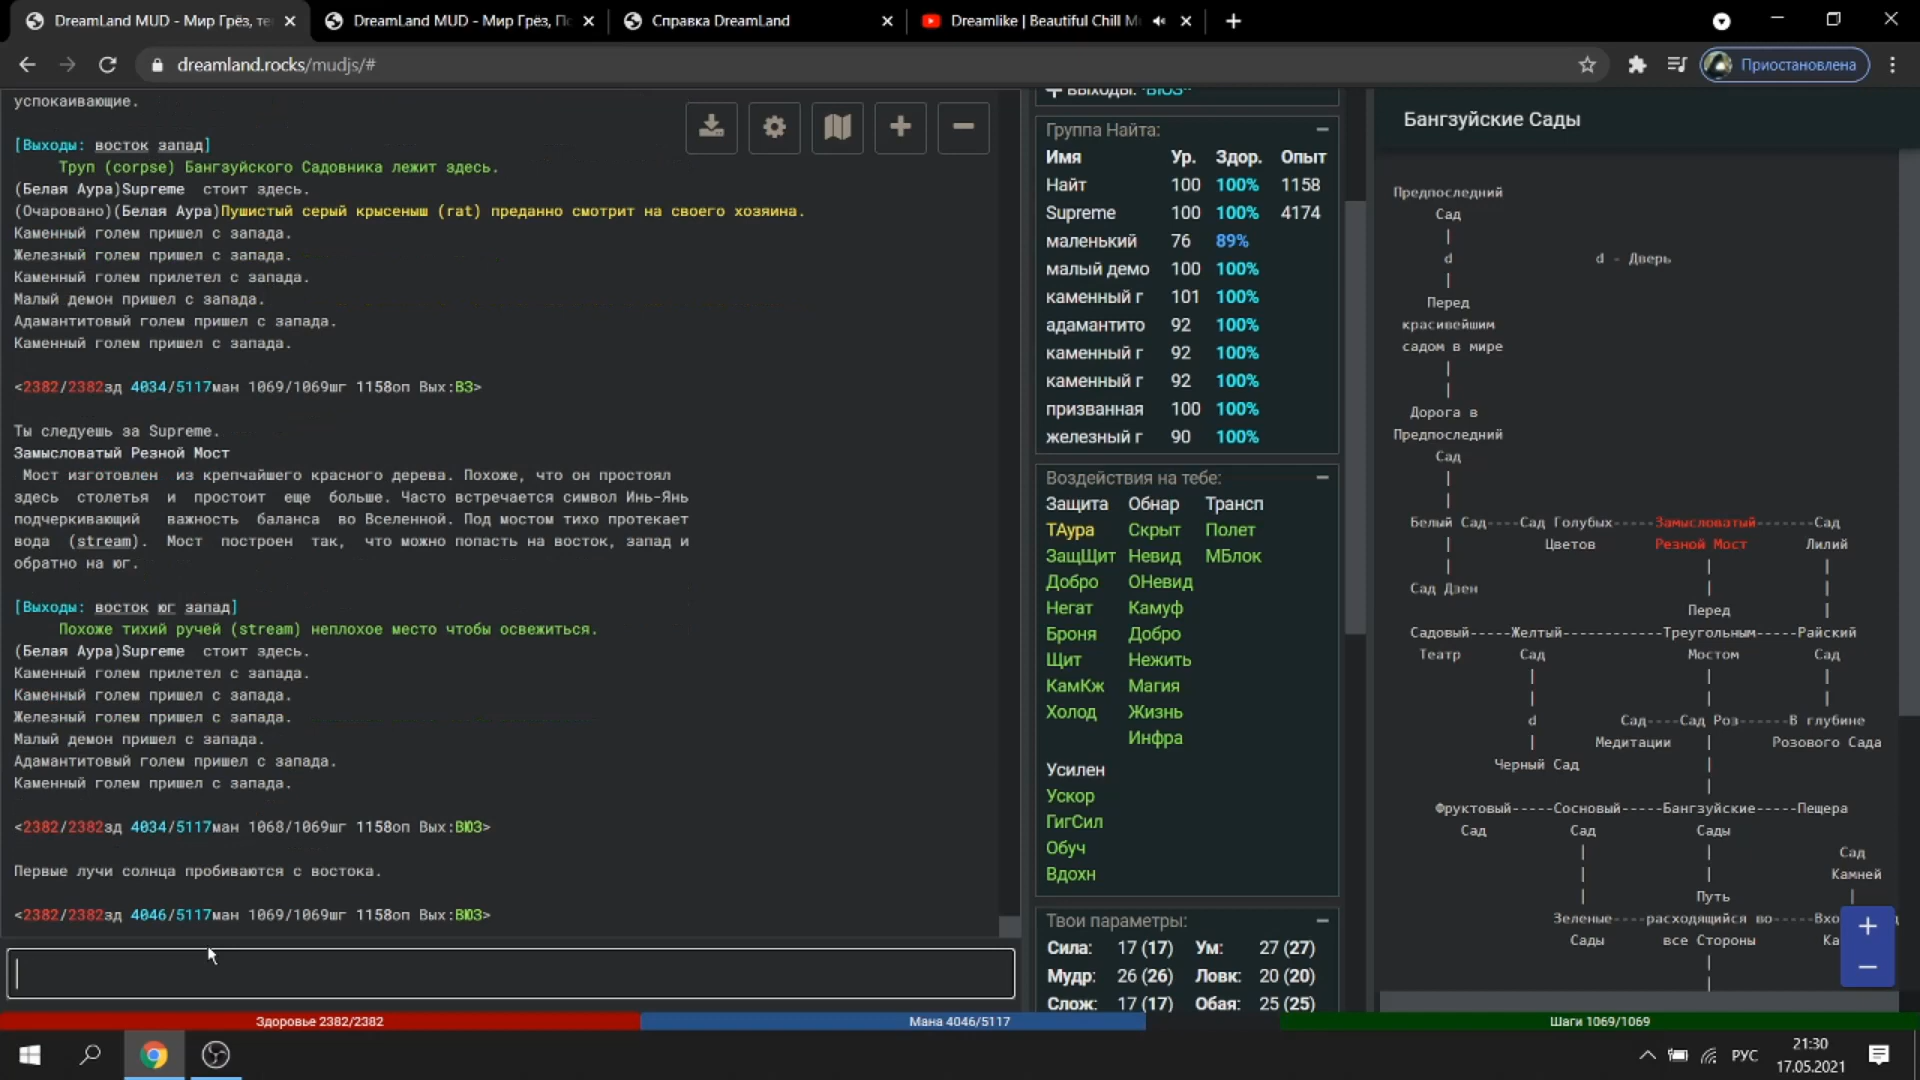 DreamLand MUD - Мир Грёз, те
DreamLand MUD - Мир Грёз, П
Справка DreamLand
Dreamlike | Beautiful Chill M
dreamland.rocks/mudjs/#
Приостановлена
успокаивающие.
[Выходы: восток запад]
Труп (corpse) Бангзуйского Садовника лежит здесь.
(Белая Аура)Supreme стоит здесь.
(Очаровано)(Белая Аура)Пушистый серый крысеныш (rat) преданно смотрит на своего хозяина.
Каменный голем пришел с запада.
Железный голем пришел с запада.
Каменный голем прилетел с запада.
Малый демон пришел с запада.
Адамантитовый голем пришел с запада.
Каменный голем пришел с запада.
<2382/2382зд 4034/5117ман 1069/1069шг 1158оп Вых:ВЗ>
Ты следуешь за Supreme.
Замысловатый Резной Мост
Мост изготовлен из крепчайшего красного дерева. Похоже, что он простоял
здесь столетья и простоит еще больше. Часто встречается символ Инь-Янь
подчеркивающий важность баланса во Вселенной. Под мостом тихо протекает
вода (stream). Мост построен так, что можно попасть на восток, запад и
обратно на юг.
[Выходы: восток юг запад]
Похоже тихий ручей (stream) неплохое место чтобы освежиться.
(Белая Аура)Supreme стоит здесь.
Каменный голем прилетел с запада.
Каменный голем пришел с запада.
Железный голем пришел с запада.
Малый демон пришел с запада.
Адамантитовый голем пришел с запада.
Каменный голем пришел с запада.
<2382/2382зд 4034/5117ман 1068/1069шг 1158оп Вых:ВЮЗ>
Первые лучи солнца пробиваются с востока.
<2382/2382зд 4046/5117ман 1069/1069шг 1158оп Вых:ВЮЗ>
Выходы: ·ВЮЗ··
Группа Найта:
Имя Ур. Здор. Опыт
Найт 100 100% 1158
Supreme 100 100% 4174
маленький 76 89%
малый демо 100 100%
каменный г 101 100%
адамантито 92 100%
каменный г 92 100%
каменный г 92 100%
призванная 100 100%
железный г 90 100%
Воздействия на тебе:
Защита Обнар Трансп
ТАура Скрыт Полет
ЗащЩит Невид МБлок
Добро ОНевид
Негат Камуф
Броня Добро
Щит Нежить
КамКж Магия
Холод Жизнь
Инфра
Усилен
Ускор
ГигСил
Обуч
Вдохн
Твои параметры:
Сила: 17 (17) Ум: 27 (27)
Мудр: 26 (26) Ловк: 20 (20)
Слож: 17 (17) Обая: 25 (25)
Бангзуйские Сады
Предпоследний
Сад
|
d d - Дверь
|
Перед
красивейшим
садом в мире
|
|
Дорога в
Предпоследний
Сад
|
|
Белый Сад----Сад Голубых-----Замысловатый-------Сад
| Цветов Резной Мост Лилий
| | |
Сад Дзен | |
Перед |
Садовый-----Желтый------------Треугольным-----Райский
Театр Сад Мостом Сад
| | |
| | |
d Сад----Сад Роз------В глубине
| Медитации | Розового Сада
Черный Сад |
|
Фруктовый-----Сосновый-----Бангзуйские-----Пещера
Сад Сад Сады
| | Сад
| | Камней
| Путь |
Зеленые----расходящийся во-----Вхо
Сады все Стороны Ка
|
|
Здоровье 2382/2382
Мана 4046/5117
Шаги 1069/1069
РУС
21:30
17.05.2021